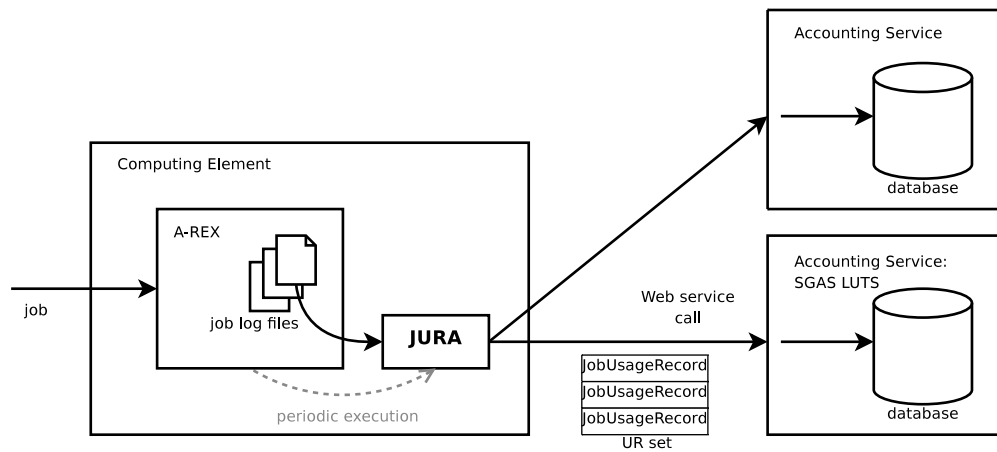 Accounting Service
database
Computing Element
A-REX
job log files
job
JURA
periodic execution
Web service
call
JobUsageRecord
JobUsageRecord
JobUsageRecord
UR set
Accounting Service:
SGAS LUTS
database